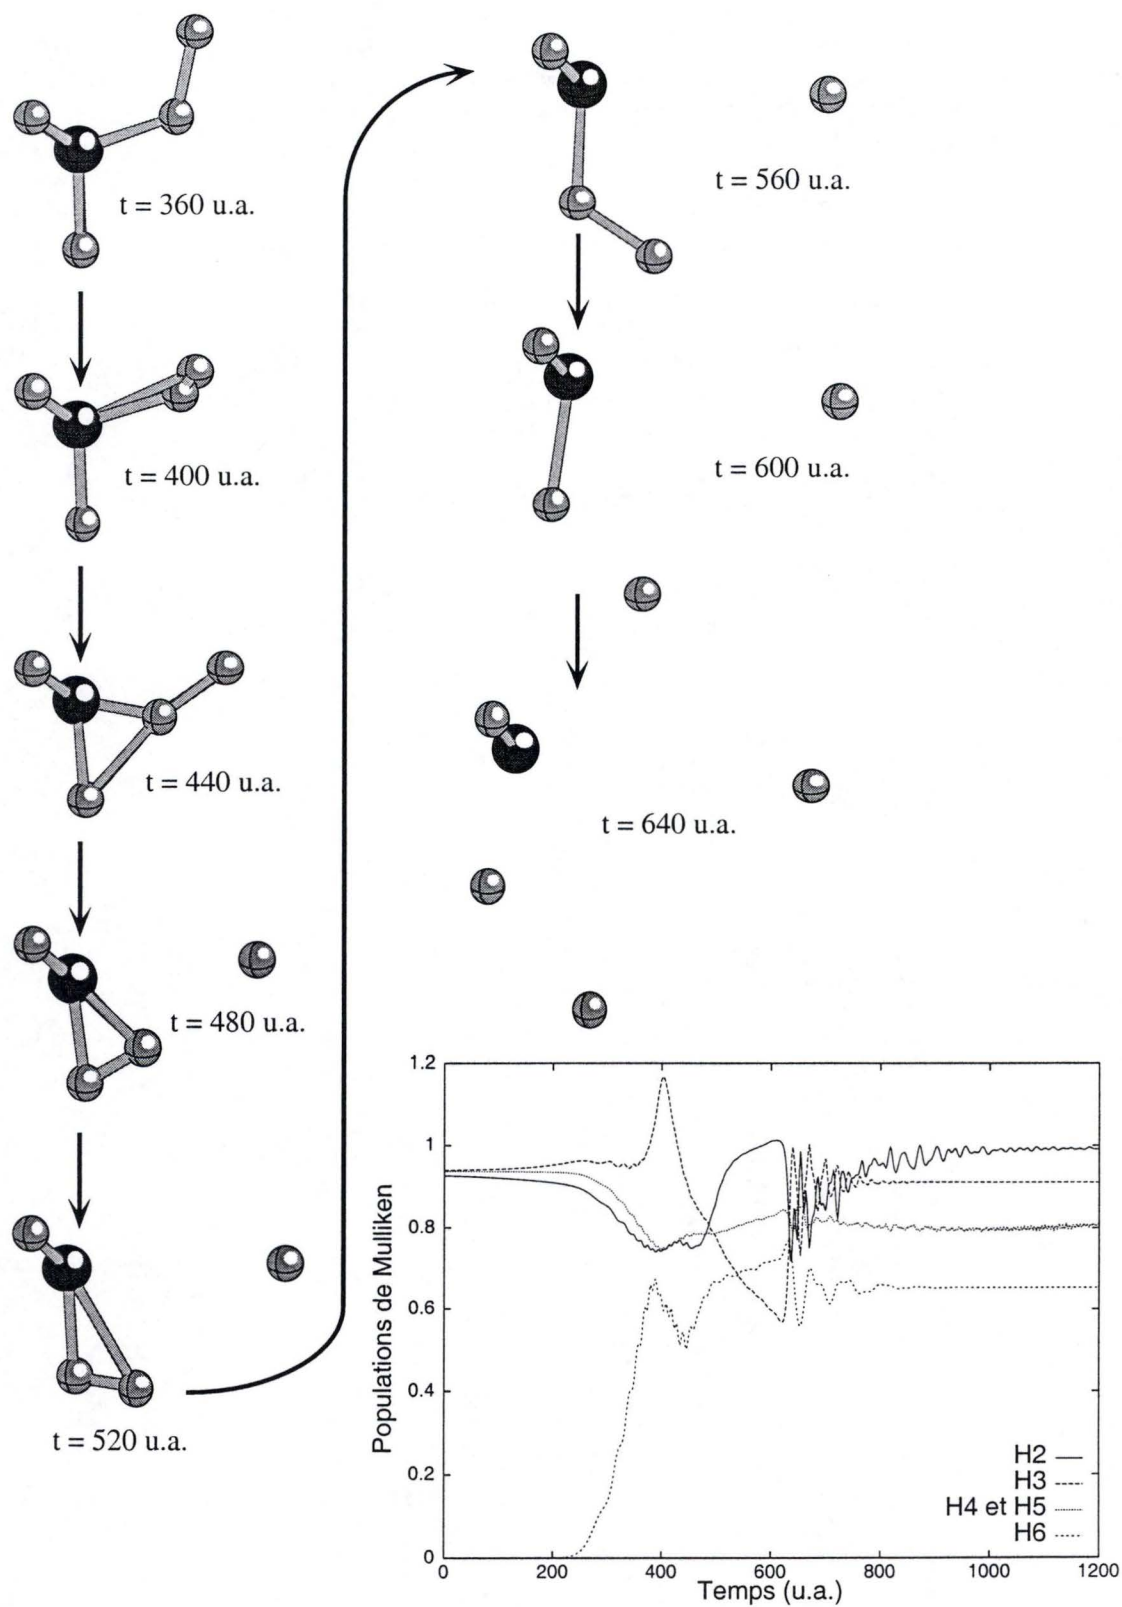 t = 360 u.a.
t = 400 u.a.
t = 440 u.a.
t = 480 u.a.
t = 520 u.a.
t = 560 u.a.
t = 600 u.a.
t = 640 u.a.
Populations de Mulliken
1.2
1
0.8
0.6
0.4
0.2
0
H2
H3
H4 et H5
H6
0 200 400 600 800 1000 1200
Temps (u.a.)